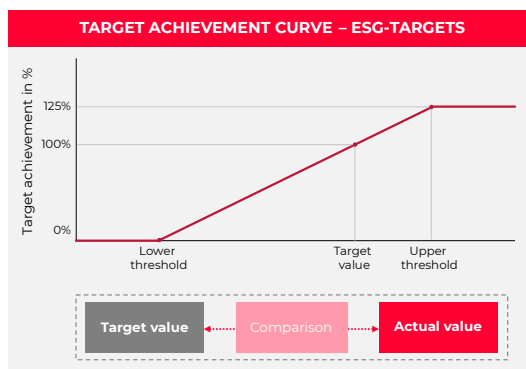 TARGET ACHIEVEMENT CURVE – ESG-TARGETS
Target achievement in %
125%
100%
0%
Lower
threshold
Target
value
Upper
threshold
Target value
Comparison
Actual value